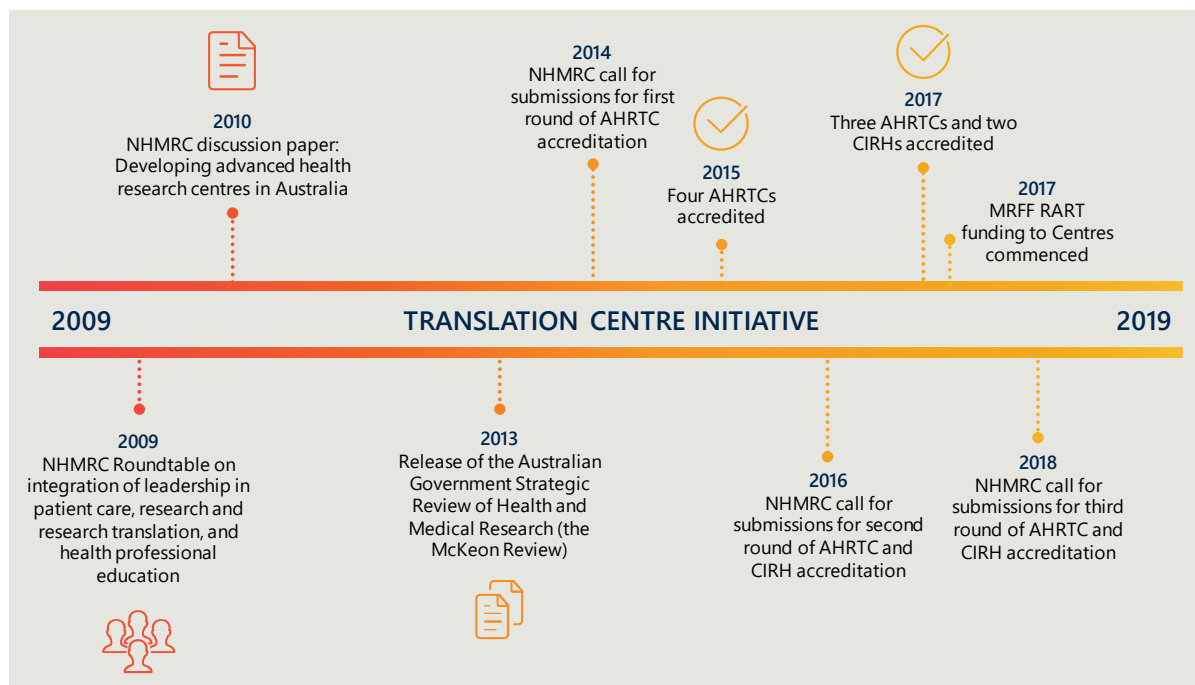 2010
NHMRC discussion paper:
Developing advanced health
research centres in Australia
2014
NHMRC call for
submissions for first
round of AHRTC
accreditation
2015
Four AHRTCs
accredited
2017
Three AHRTCs and two
CIRHs accredited
2017
MRFF RART
funding to Centres
commenced
2009
TRANSLATION CENTRE INITIATIVE
2019
2009
NHMRC Roundtable on
integration of leadership in
patient care, research and
research translation, and
health professional
education
2013
Release of the Australian
Government Strategic
Review of Health and
Medical Research (the
McKeon Review)
2016
NHMRC call for
submissions for second
round of AHRTC and
CIRH accreditation
2018
NHMRC call for
submissions for third
round of AHRTC and
CIRH accreditation